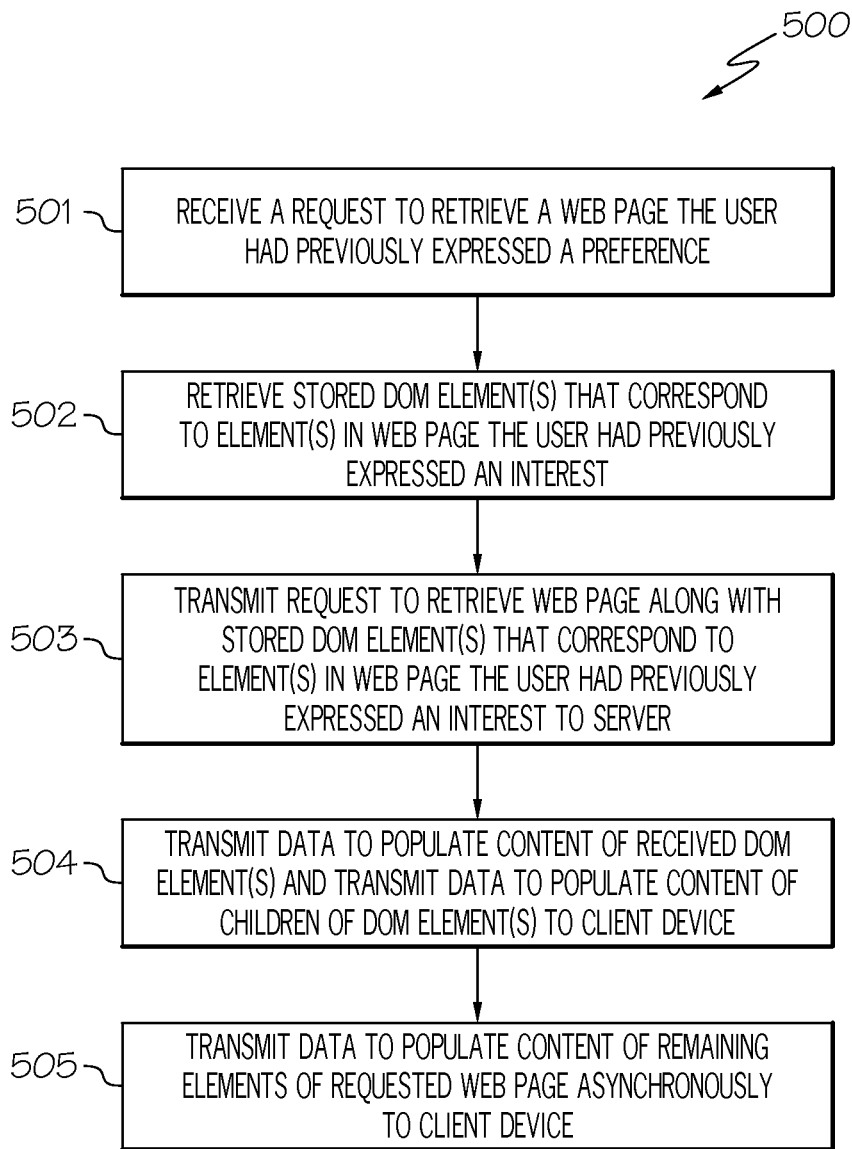 500
501
RECEIVE A REQUEST TO RETRIEVE A WEB PAGE THE USER
HAD PREVIOUSLY EXPRESSED A PREFERENCE
502
RETRIEVE STORED DOM ELEMENT(S) THAT CORRESPOND
TO ELEMENT(S) IN WEB PAGE THE USER HAD PREVIOUSLY
EXPRESSED AN INTEREST
503
TRANSMIT REQUEST TO RETRIEVE WEB PAGE ALONG WITH
STORED DOM ELEMENT(S) THAT CORRESPOND TO
ELEMENT(S) IN WEB PAGE THE USER HAD PREVIOUSLY
EXPRESSED AN INTEREST TO SERVER
504
TRANSMIT DATA TO POPULATE CONTENT OF RECEIVED DOM
ELEMENT(S) AND TRANSMIT DATA TO POPULATE CONTENT OF
CHILDREN OF DOM ELEMENT(S) TO CLIENT DEVICE
505
TRANSMIT DATA TO POPULATE CONTENT OF REMAINING
ELEMENTS OF REQUESTED WEB PAGE ASYNCHRONOUSLY
TO CLIENT DEVICE